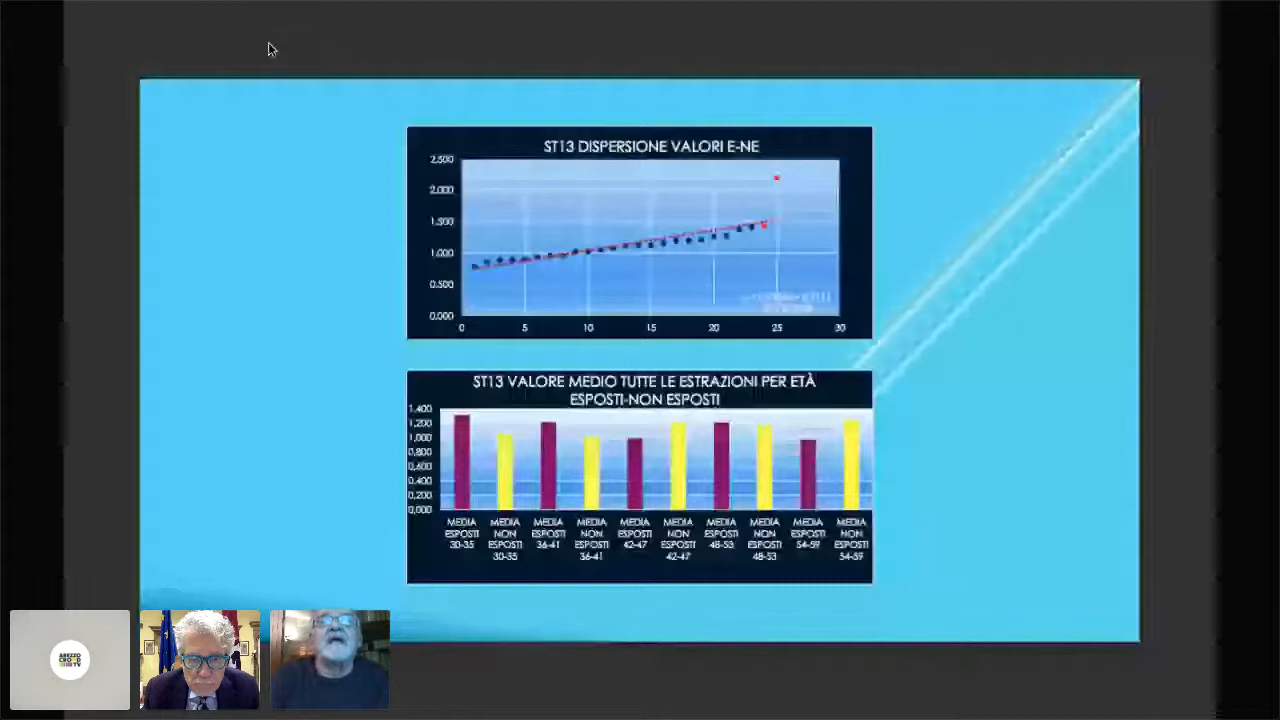 ST13 DISPERSIONE VALORI E-NE
2.500
2.000
1.500
1.000
0.500
0.000
0 5 10 15 20 25 30
ST13 VALORE MEDIO TUTTE LE ESTRAZIONI PER ETÀ
ESPOSTI-NON ESPOSTI
1.400
1.200
1.000
0.800
0.600
0.400
0.200
0.000
MEDIA ESPOSTI 30-35
MEDIA NON ESPOSTI 30-35
MEDIA ESPOSTI 36-41
MEDIA NON ESPOSTI 36-41
MEDIA ESPOSTI 42-47
MEDIA NON ESPOSTI 42-47
MEDIA ESPOSTI 48-53
MEDIA NON ESPOSTI 48-53
MEDIA ESPOSTI 54-59
MEDIA NON ESPOSTI 54-59
AREZZO
CROWD
TV